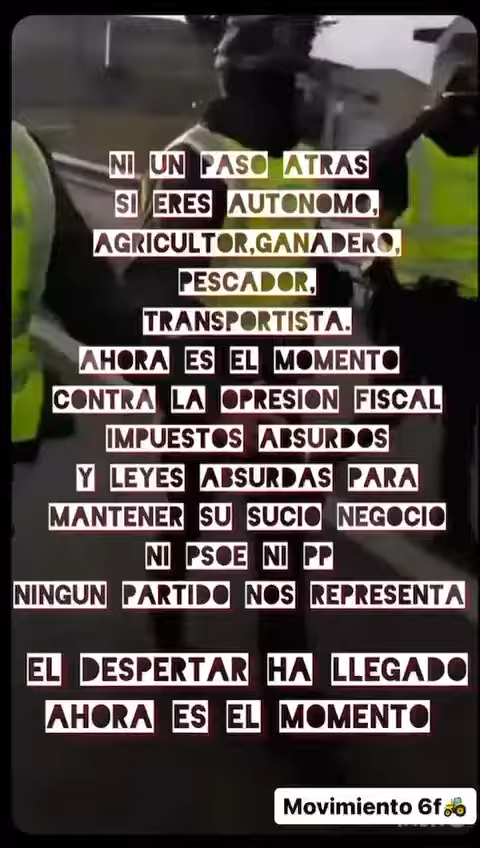 NI UN PASO ATRAS
SI ERES AUTONOMO,
AGRICULTOR,GANADERO,
PESCADOR,
TRANSPORTISTA.
AHORA ES EL MOMENTO
CONTRA LA OPRESION FISCAL
IMPUESTOS ABSURDOS
Y LEYES ABSURDAS PARA
MANTENER SU SUCIO NEGOCIO
NI PSOE NI PP
NINGUN PARTIDO NOS REPRESENTA
EL DESPERTAR HA LLEGADO
AHORA ES EL MOMENTO
Movimiento 6f🚜